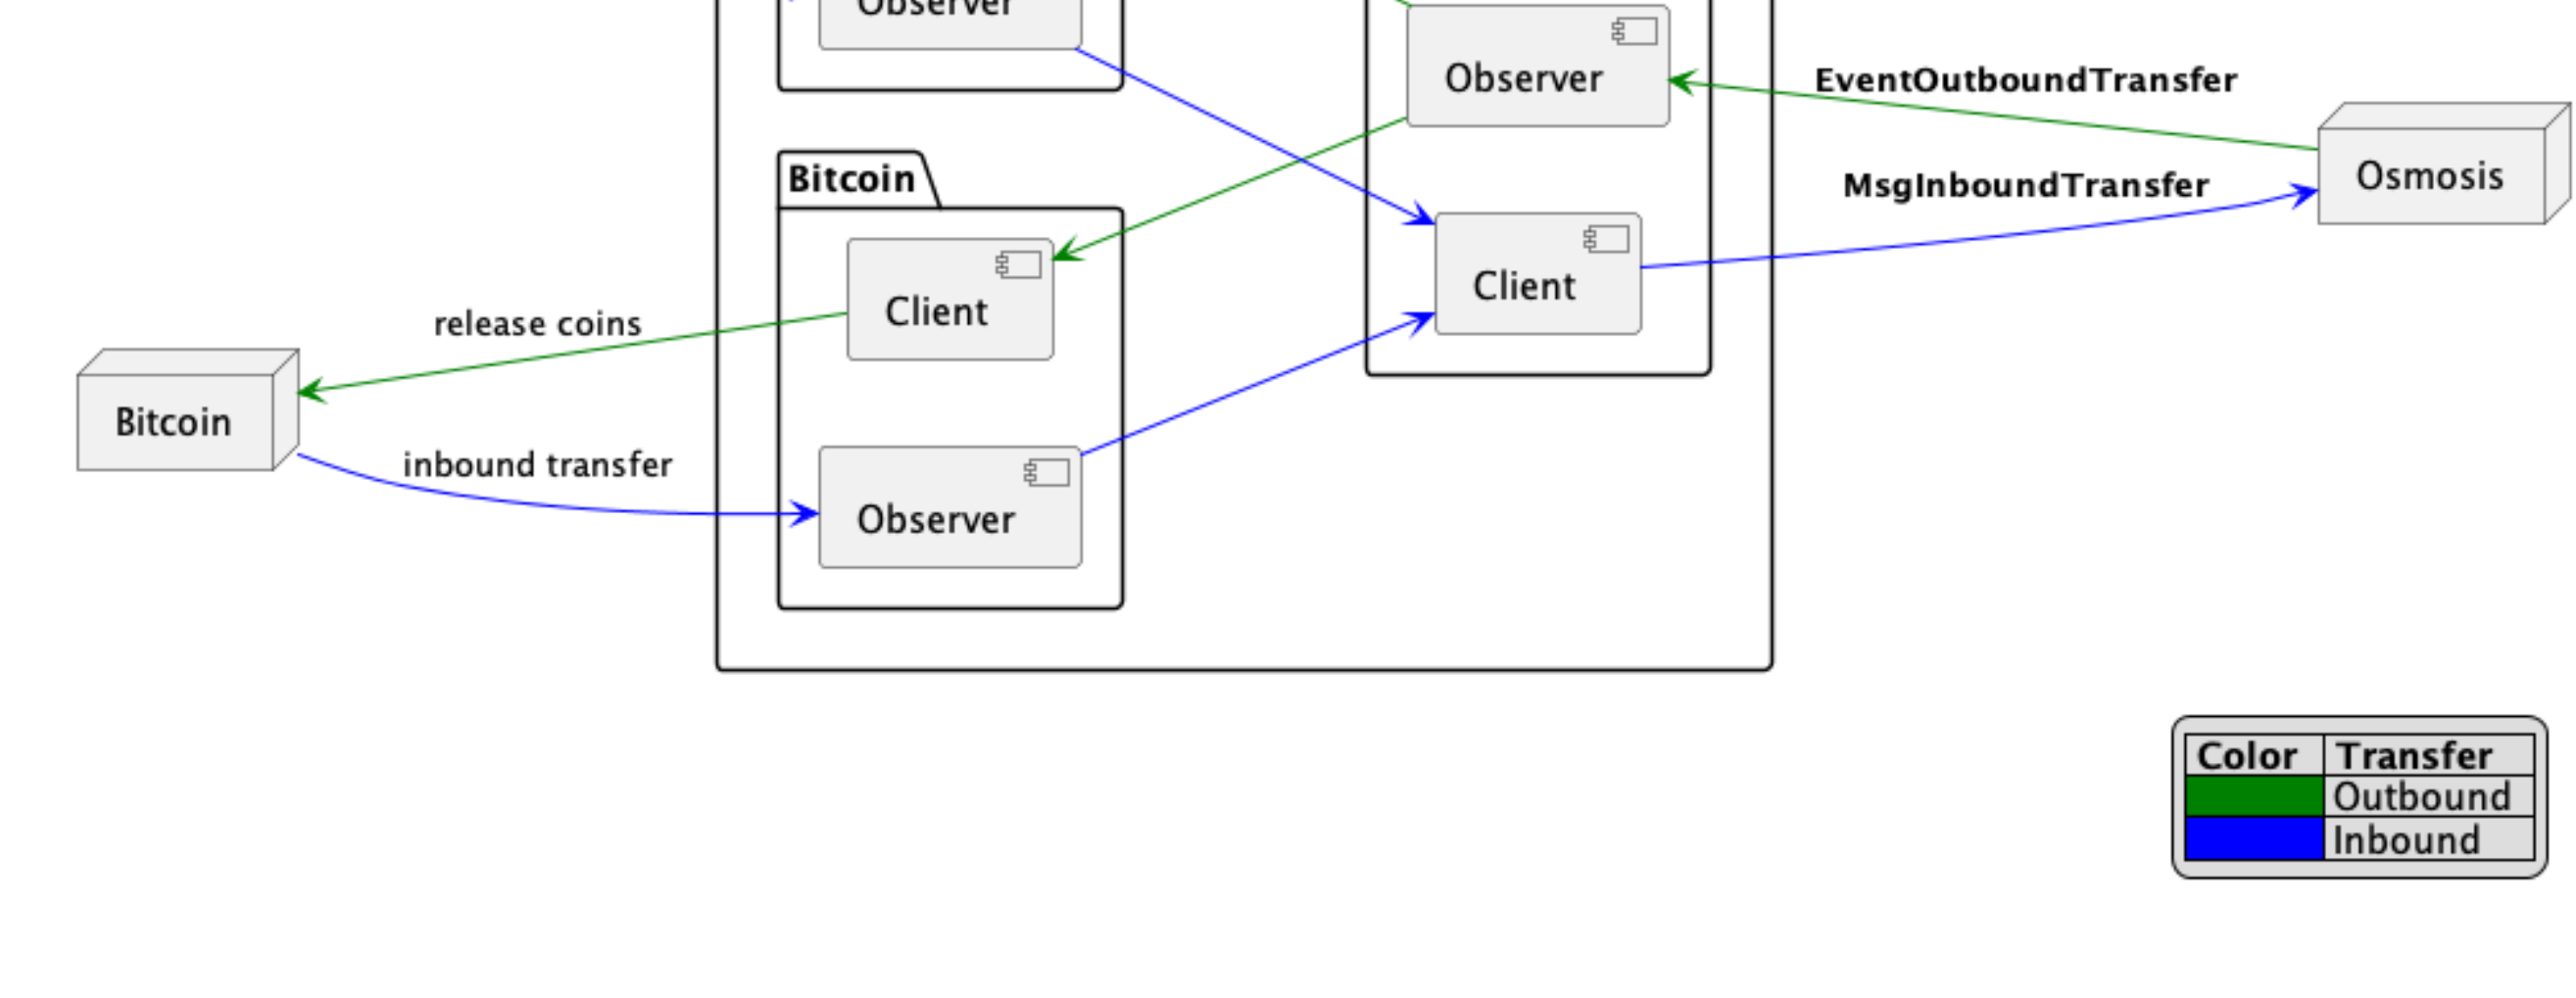 Observer
Observer
EventOutboundTransfer
Osmosis
MsgInboundTransfer
Bitcoin
Client
Client
release coins
Bitcoin
inbound transfer
Observer
Color Transfer
Outbound
Inbound